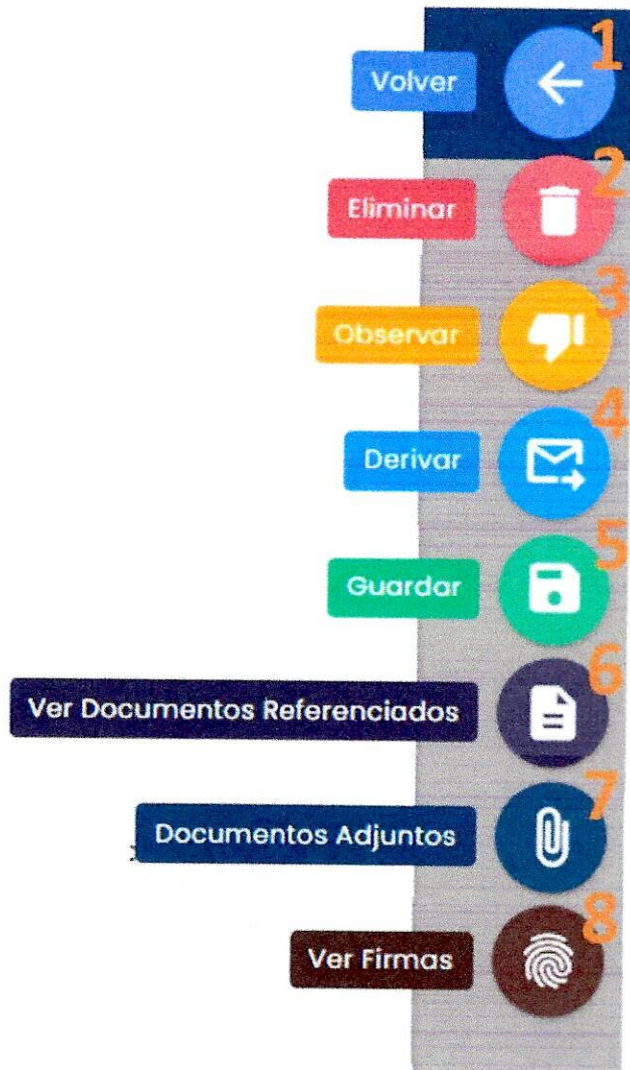 1
Volver
2
Eliminar
3
Observar
4
Derivar
5
Guardar
6
Ver Documentos Referenciados
7
Documentos Adjuntos
8
Ver Firmas